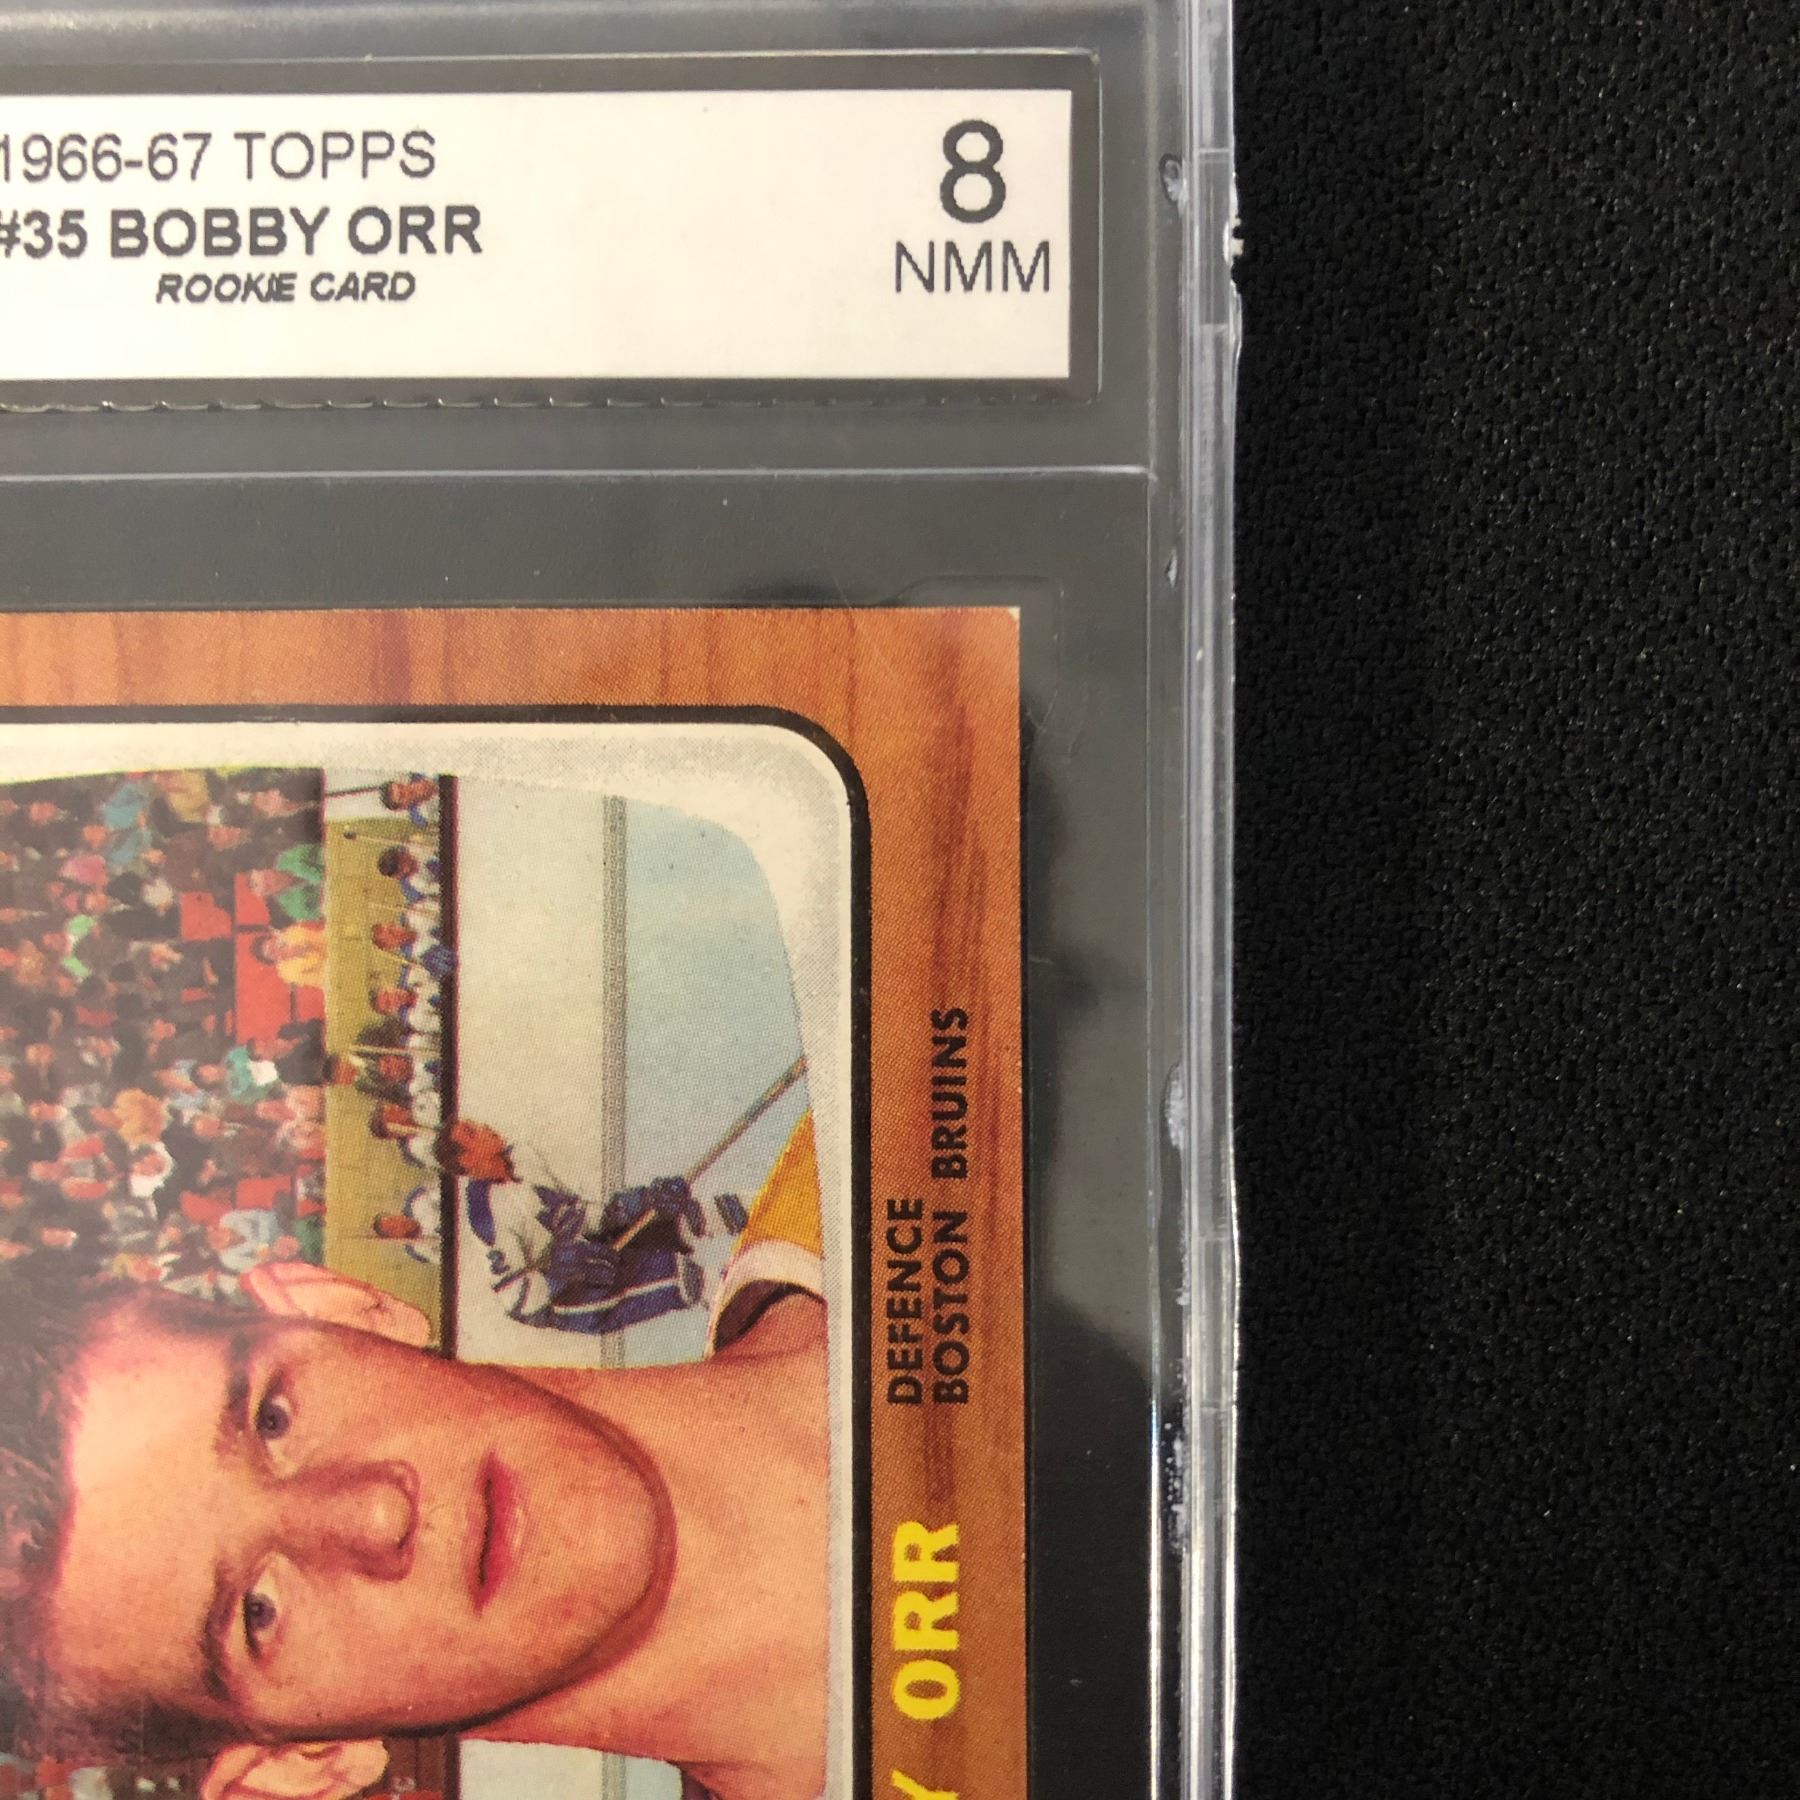 1966-67 TOPPS
#35 BOBBY ORR
ROOKIE CARD
8
NMM
DEFENCE
BOSTON BRUINS
Y ORR